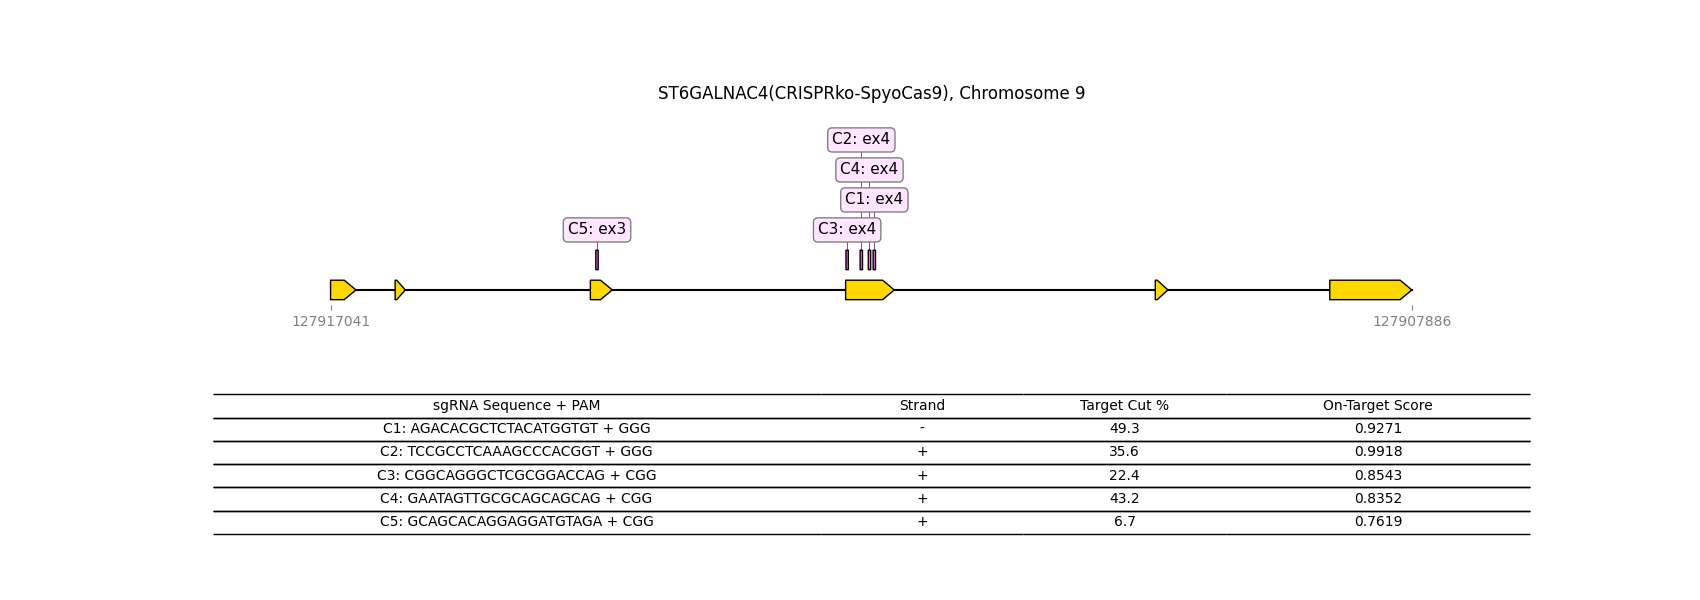 ST6GALNAC4(CRISPRko-SpyoCas9), Chromosome 9
C2: ex4
C4: ex4
C1: ex4
C5: ex3
C3: ex4
127917041
127907886
sgRNA Sequence + PAM Strand Target Cut % On-Target Score
C1: AGACACGCTCTACATGGTGT + GGG - 49.3 0.9271
C2: TCCGCCTCAAAGCCCACGGT + GGG + 35.6 0.9918
C3: CGGCAGGGCTCGCGGACCAG + CGG + 22.4 0.8543
C4: GAATAGTTGCGCAGCAGCAG + CGG + 43.2 0.8352
C5: GCAGCACAGGAGGATGTAGA + CGG + 6.7 0.7619